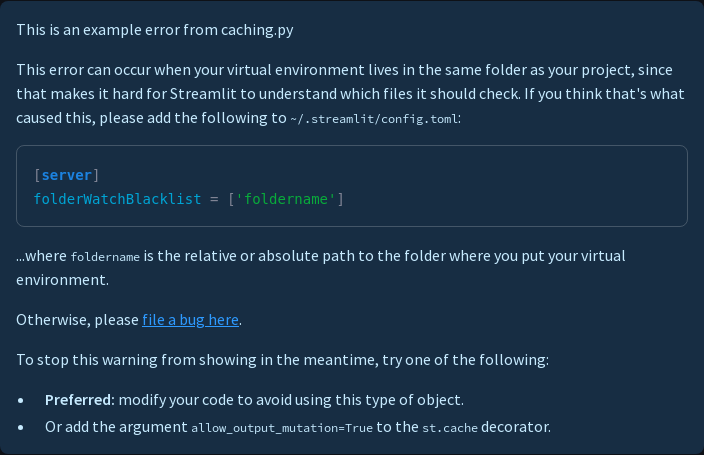 This is an example error from caching.py
This error can occur when your virtual environment lives in the same folder as your project, since
that makes it hard for Streamlit to understand which files it should check. If you think that's what
caused this, please add the following to ~/.streamlit/config.toml:
[server]
folderWatchBlacklist = ['foldername']
...where foldername is the relative or absolute path to the folder where you put your virtual
environment.
Otherwise, please file a bug here.
To stop this warning from showing in the meantime, try one of the following:
• Preferred: modify your code to avoid using this type of object.
• Or add the argument allow_output_mutation=True to the st.cache decorator.